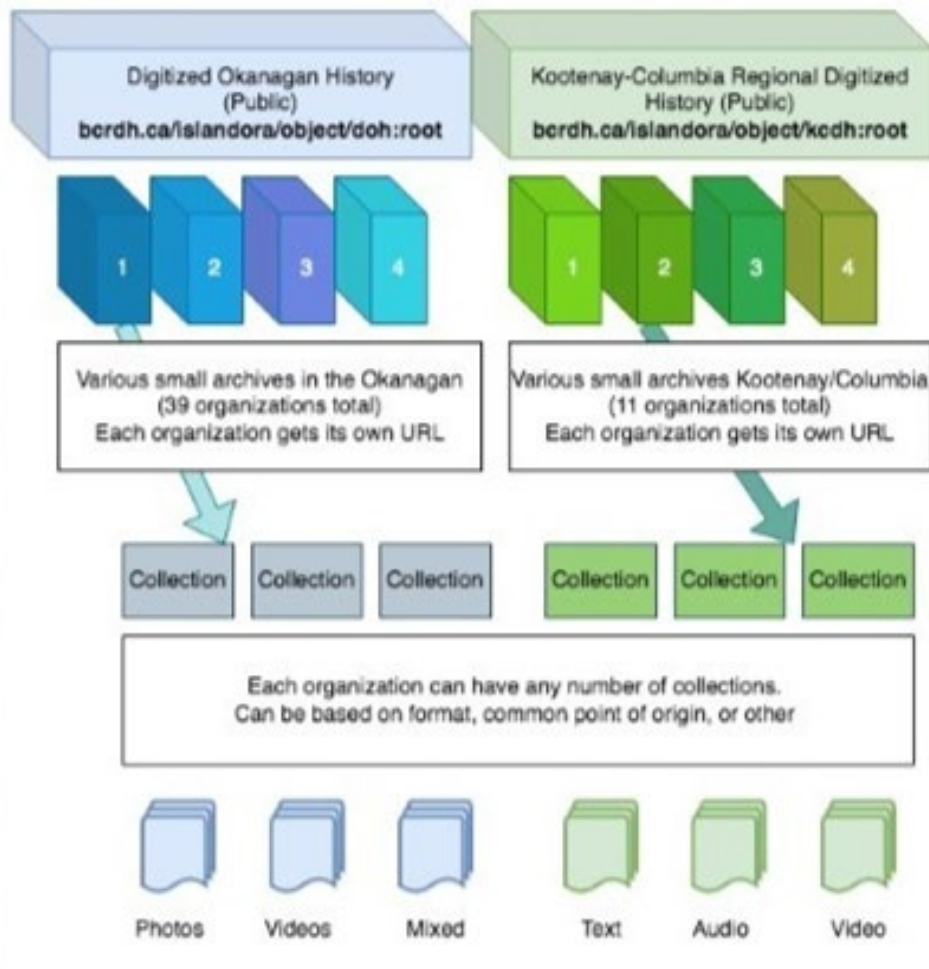 Digitized Okanagan History
(Public)
bcrdh.ca/islandora/object/doh:root
Kootenay-Columbia Regional Digitized
History (Public)
bcrdh.ca/islandora/object/kcdh:root
1
2
3
4
1
2
3
4
Various small archives in the Okanagan
(39 organizations total)
Each organization gets its own URL
Various small archives Kootenay/Columbia
(11 organizations total)
Each organization gets its own URL
Collection
Collection
Collection
Collection
Collection
Collection
Each organization can have any number of collections.
Can be based on format, common point of origin, or other
Photos
Videos
Mixed
Text
Audio
Video